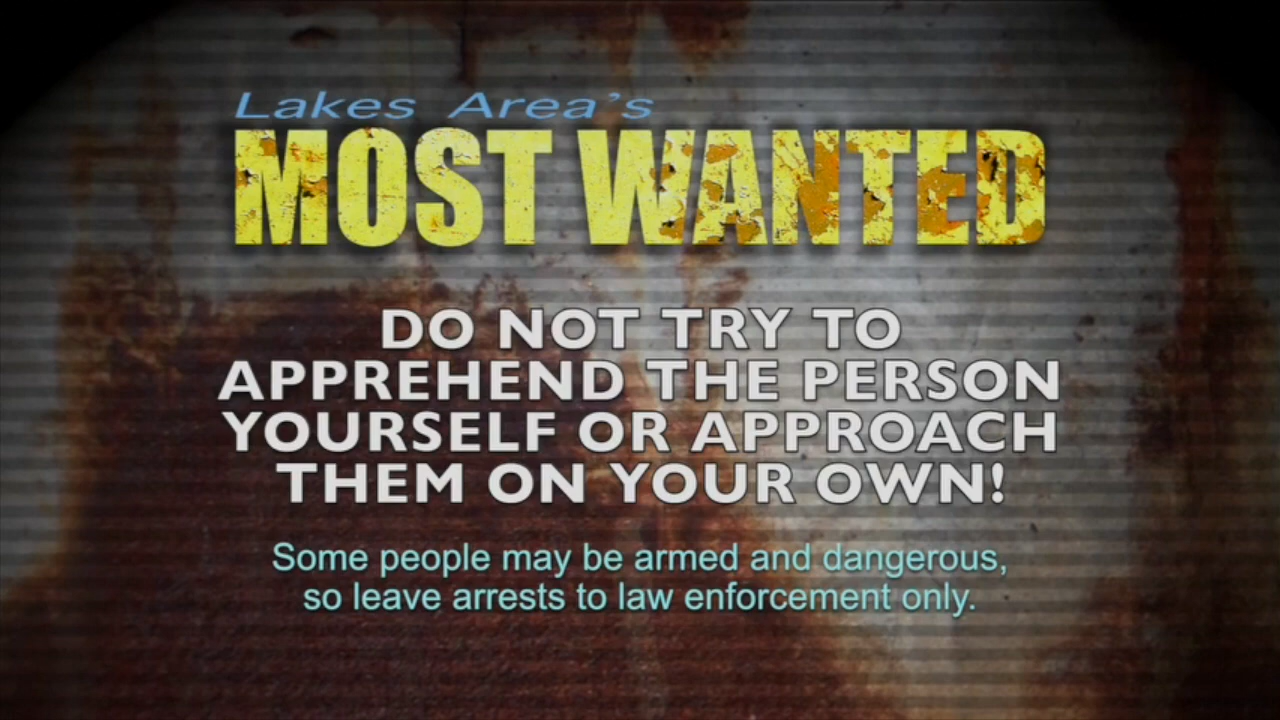 Lakes Area's
MOST WANTED
DO NOT TRY TO
APPREHEND THE PERSON
YOURSELF OR APPROACH
THEM ON YOUR OWN!
Some people may be armed and dangerous,
so leave arrests to law enforcement only.